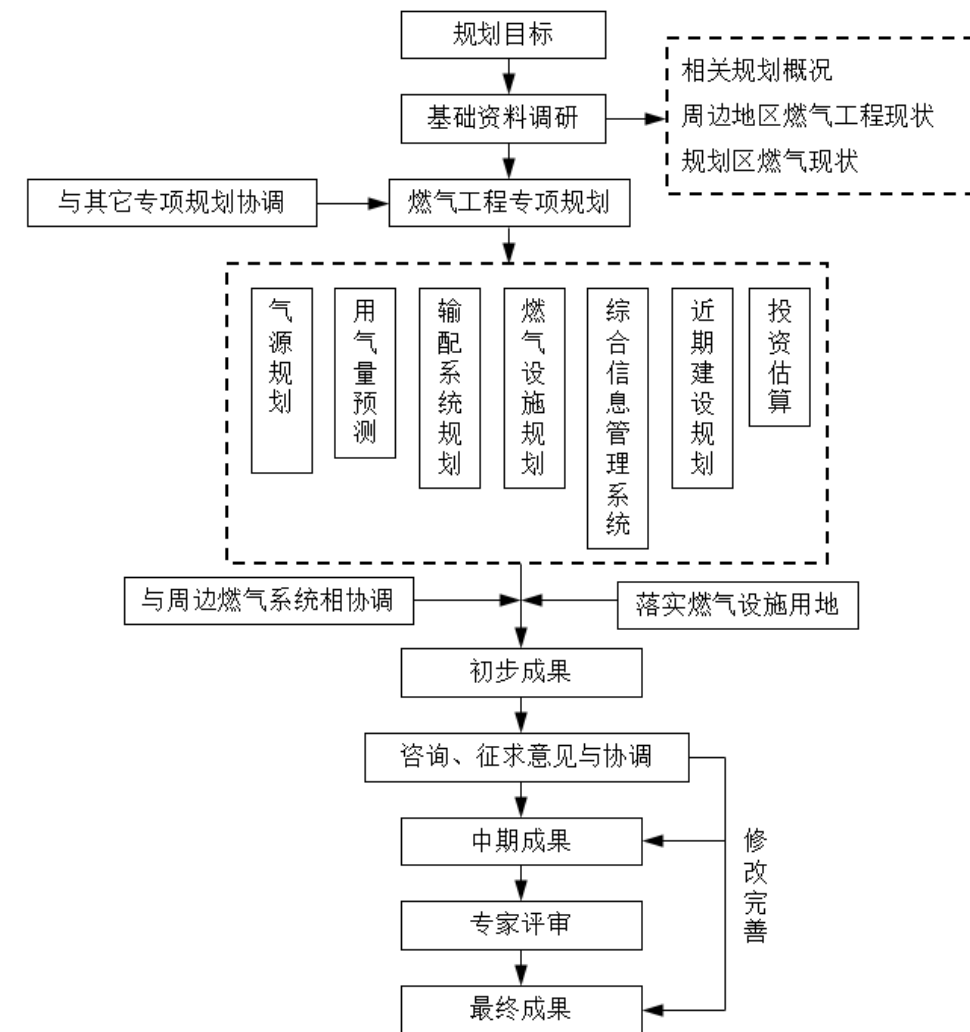 规划目标
基础资料调研
相关规划概况
周边地区燃气工程现状
规划区燃气现状
与其它专项规划协调
燃气工程专项规划
气源规划
用气量预测
输配系统规划
燃气设施规划
综合信息管理系统
近期建设规划
投资估算
与周边燃气系统相协调
落实燃气设施用地
初步成果
咨询、征求意见与协调
中期成果
修改完善
专家评审
最终成果